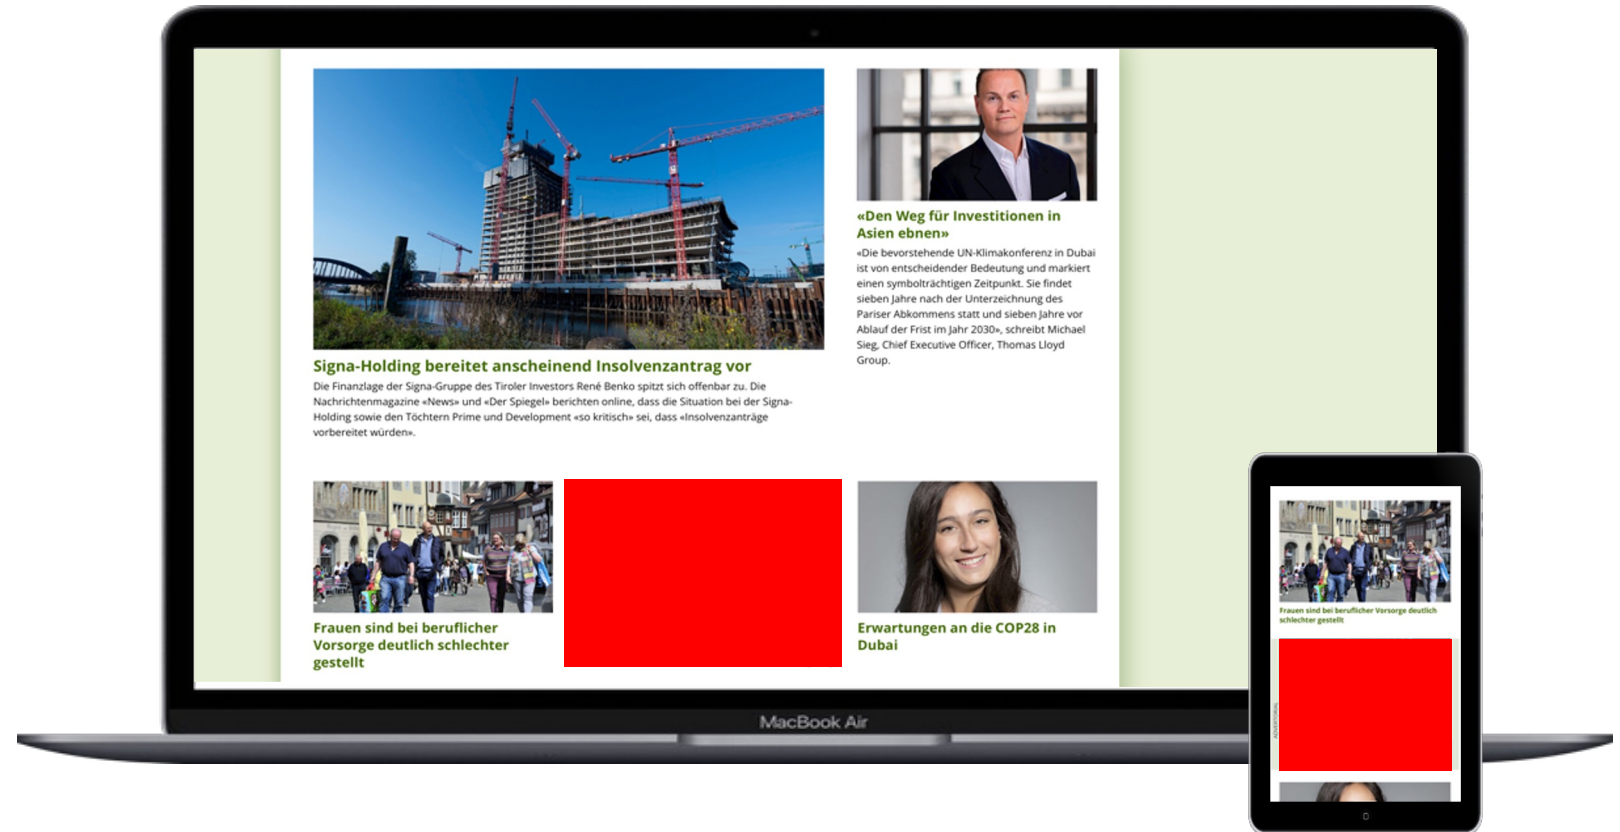 «Den Weg für Investitionen in
Asien ebnen»
«Die bevorstehende UN-Klimakonferenz in Dubai
ist von entscheidender Bedeutung und markiert
einen symbolträchtigen Zeitpunkt. Sie findet
sieben Jahre nach der Unterzeichnung des
Pariser Abkommens statt und sieben Jahre vor
Ablauf der Frist im Jahr 2030», schreibt Michael
Sieg, Chief Executive Officer, Thomas Lloyd
Group.
Signa-Holding bereitet anscheinend Insolvenzantrag vor
Die Finanzlage der Signa-Gruppe des Tiroler Investors René Benko spitzt sich offenbar zu. Die
Nachrichtenmagazine «News» und «Der Spiegel» berichten online, dass die Situation bei der Signa-
Holding sowie den Töchtern Prime und Development «so kritisch» sei, dass «Insolvenzanträge
vorbereitet würden».
Frauen sind bei beruflicher
Vorsorge deutlich schlechter
gestellt
Erwartungen an die COP28 in
Dubai
MacBook Air
Frauen sind bei beruflicher Vorsorge deutlich
schlechter gestellt
ADVERTORIAL